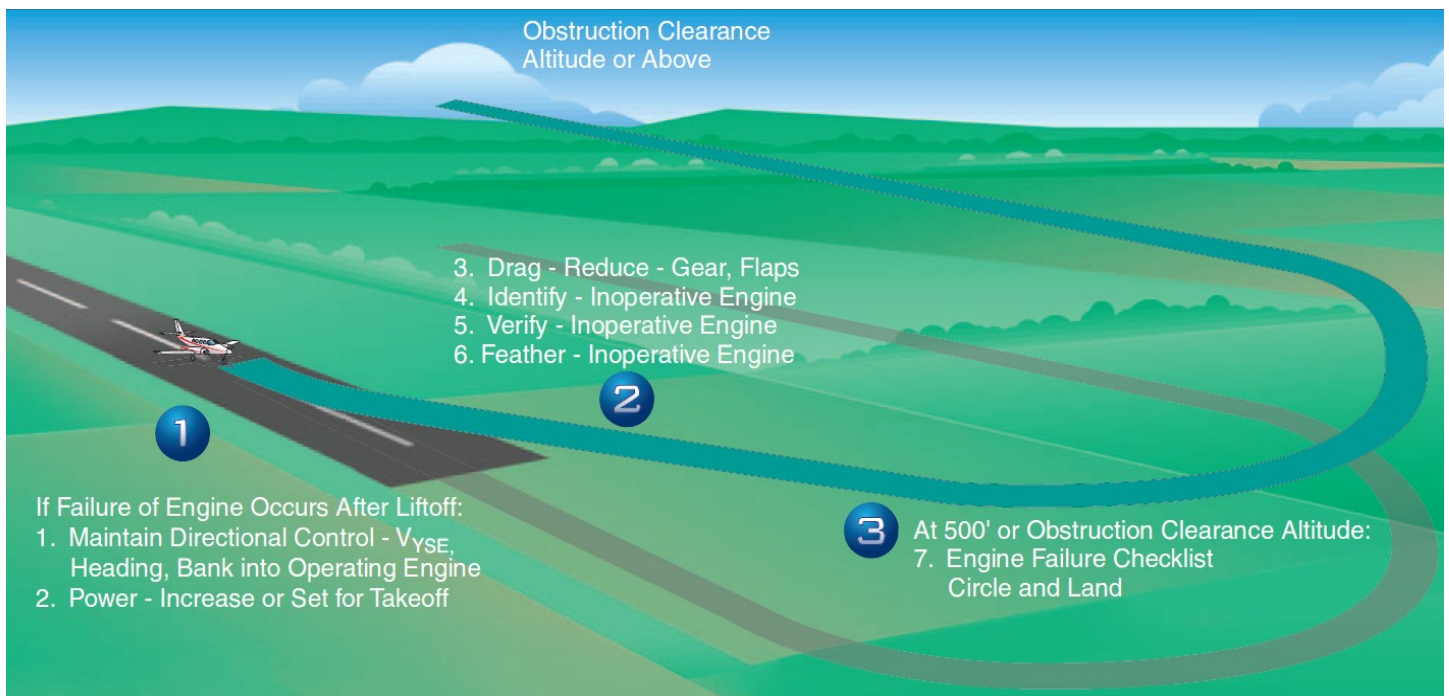 Obstruction Clearance
Altitude or Above
3. Drag - Reduce - Gear, Flaps
4. Identify - Inoperative Engine
5. Verify - Inoperative Engine
6. Feather - Inoperative Engine
2
1
If Failure of Engine Occurs After Liftoff:
1. Maintain Directional Control - VYSE,
Heading, Bank into Operating Engine
2. Power - Increase or Set for Takeoff
3
At 500' or Obstruction Clearance Altitude:
7. Engine Failure Checklist
Circle and Land